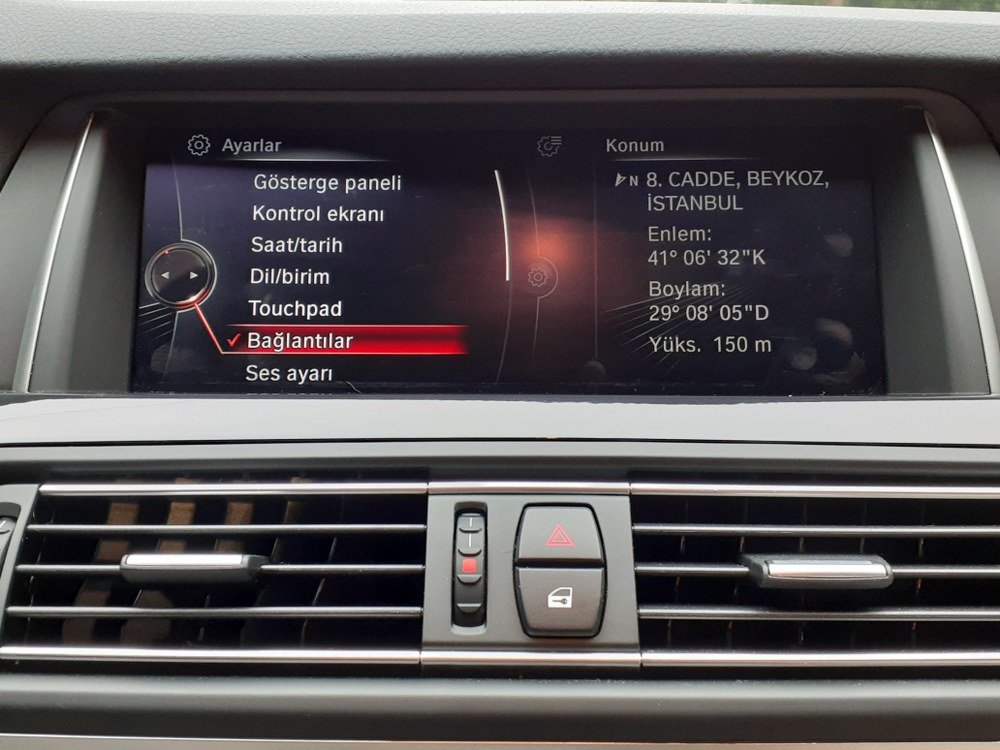 Ayarlar
Gösterge paneli
Kontrol ekranı
Saat/tarih
Dil/birim
Touchpad
Bağlantılar
Ses ayarı
Konum
N 8. CADDE, BEYKOZ,
İSTANBUL
Enlem:
41° 06' 32"K
Boylam:
29° 08' 05"D
Yüks. 150 m